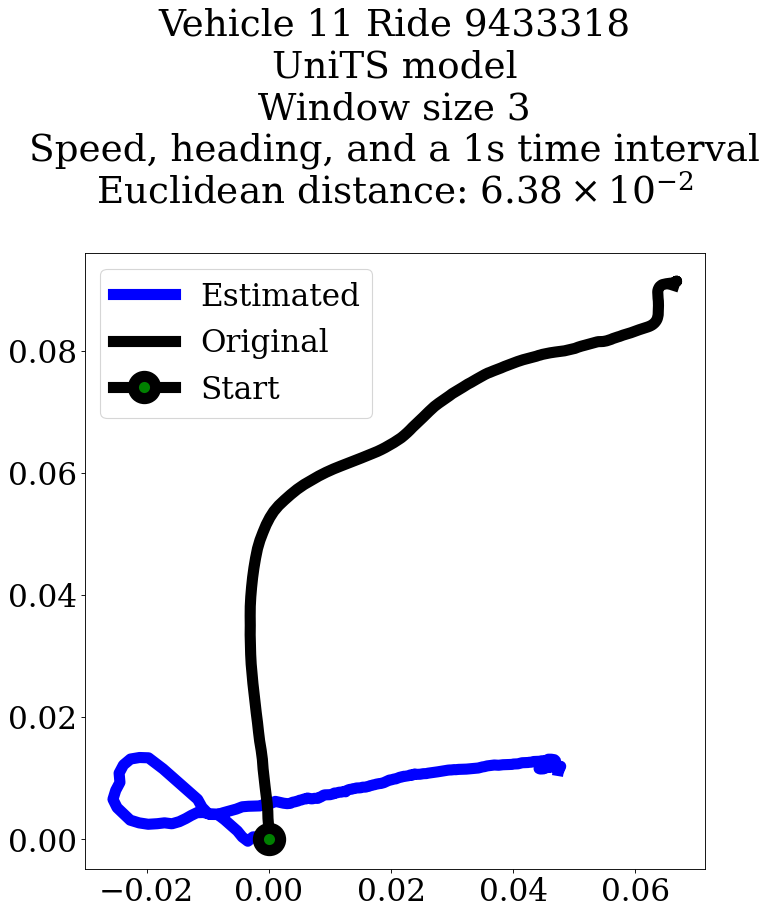 Vehicle 11 Ride 9433318
UniTS model
Window size 3
Speed, heading, and a 1s time interval
Euclidean distance: 6.38 × 10⁻²
Estimated
Original
Start
0.08
0.06
0.04
0.02
0.00
−0.02 0.00 0.02 0.04 0.06